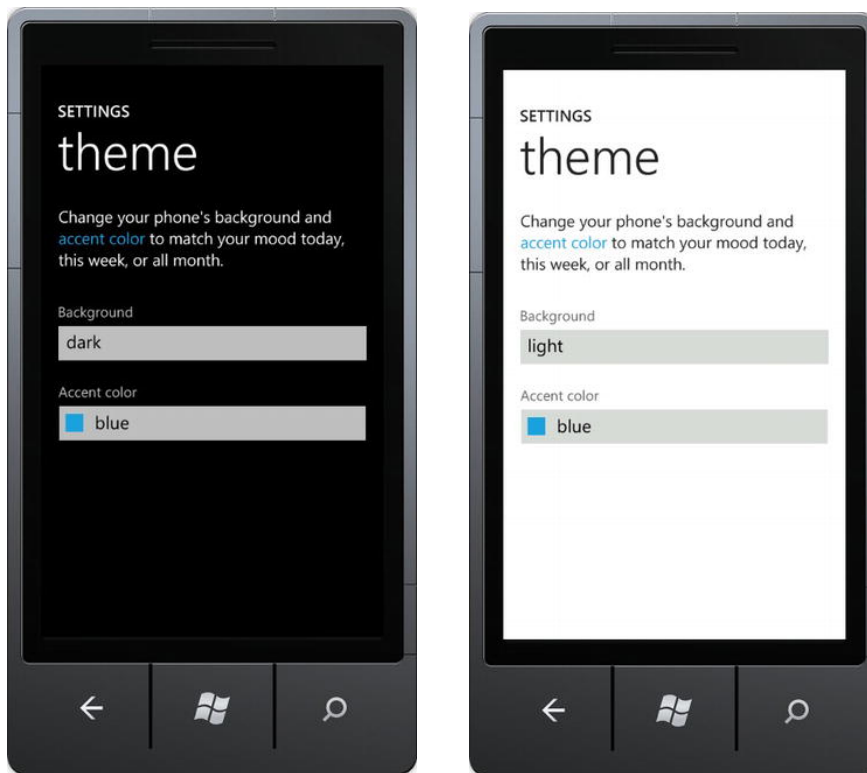 SETTINGS
theme
Change your phone's background and
accent color to match your mood today,
this week, or all month.
Background
dark
Accent color
blue
SETTINGS
theme
Change your phone's background and
accent color to match your mood today,
this week, or all month.
Background
light
Accent color
blue